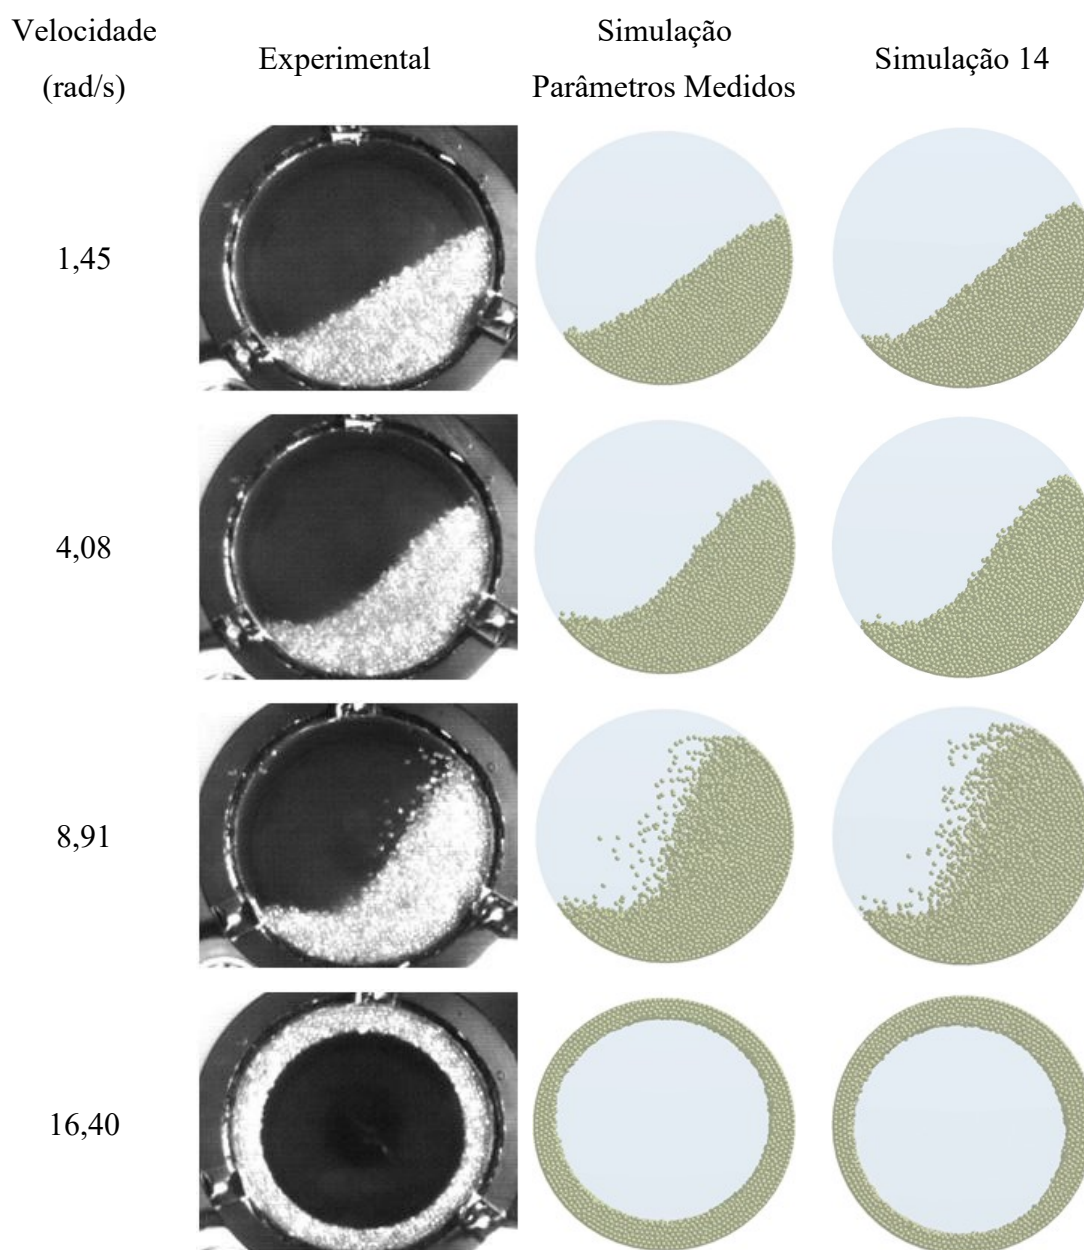 Velocidade
(rad/s)
Experimental
Simulação
Parâmetros Medidos
Simulação 14
1,45
4,08
8,91
16,40